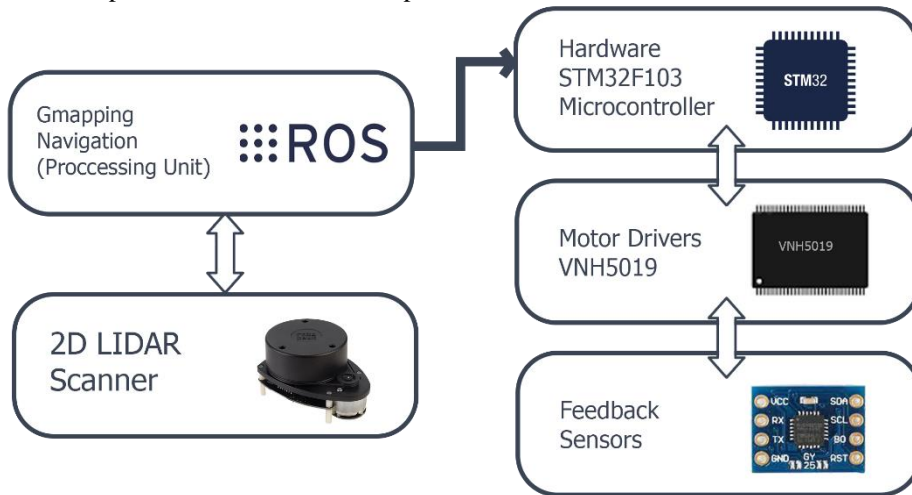 Gmapping
Navigation
(Proccessing Unit)
ROS
2D LIDAR
Scanner
Hardware
STM32F103
Microcontroller
STM32
Motor Drivers
VNH5019
VNH5019
Feedback
Sensors
VCC SDA
RX SCL
TX BO
GND GY RST
25